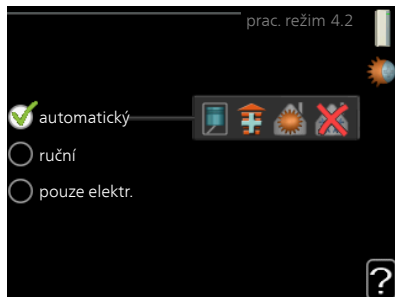 prac. režim 4.2
automatický
ruční
pouze elektr.
?